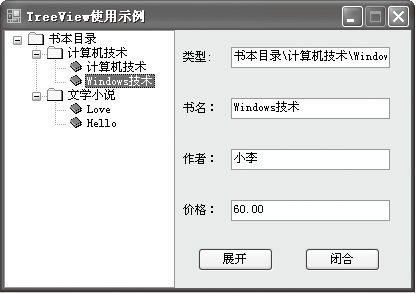 TreeView使用示例
书本目录
计算机技术
计算机技术
Windows技术
文学小说
Love
Hello
类型: 书本目录\计算机技术\Window
书名: Windows技术
作者: 小李
价格: 60.00
展开 闭合